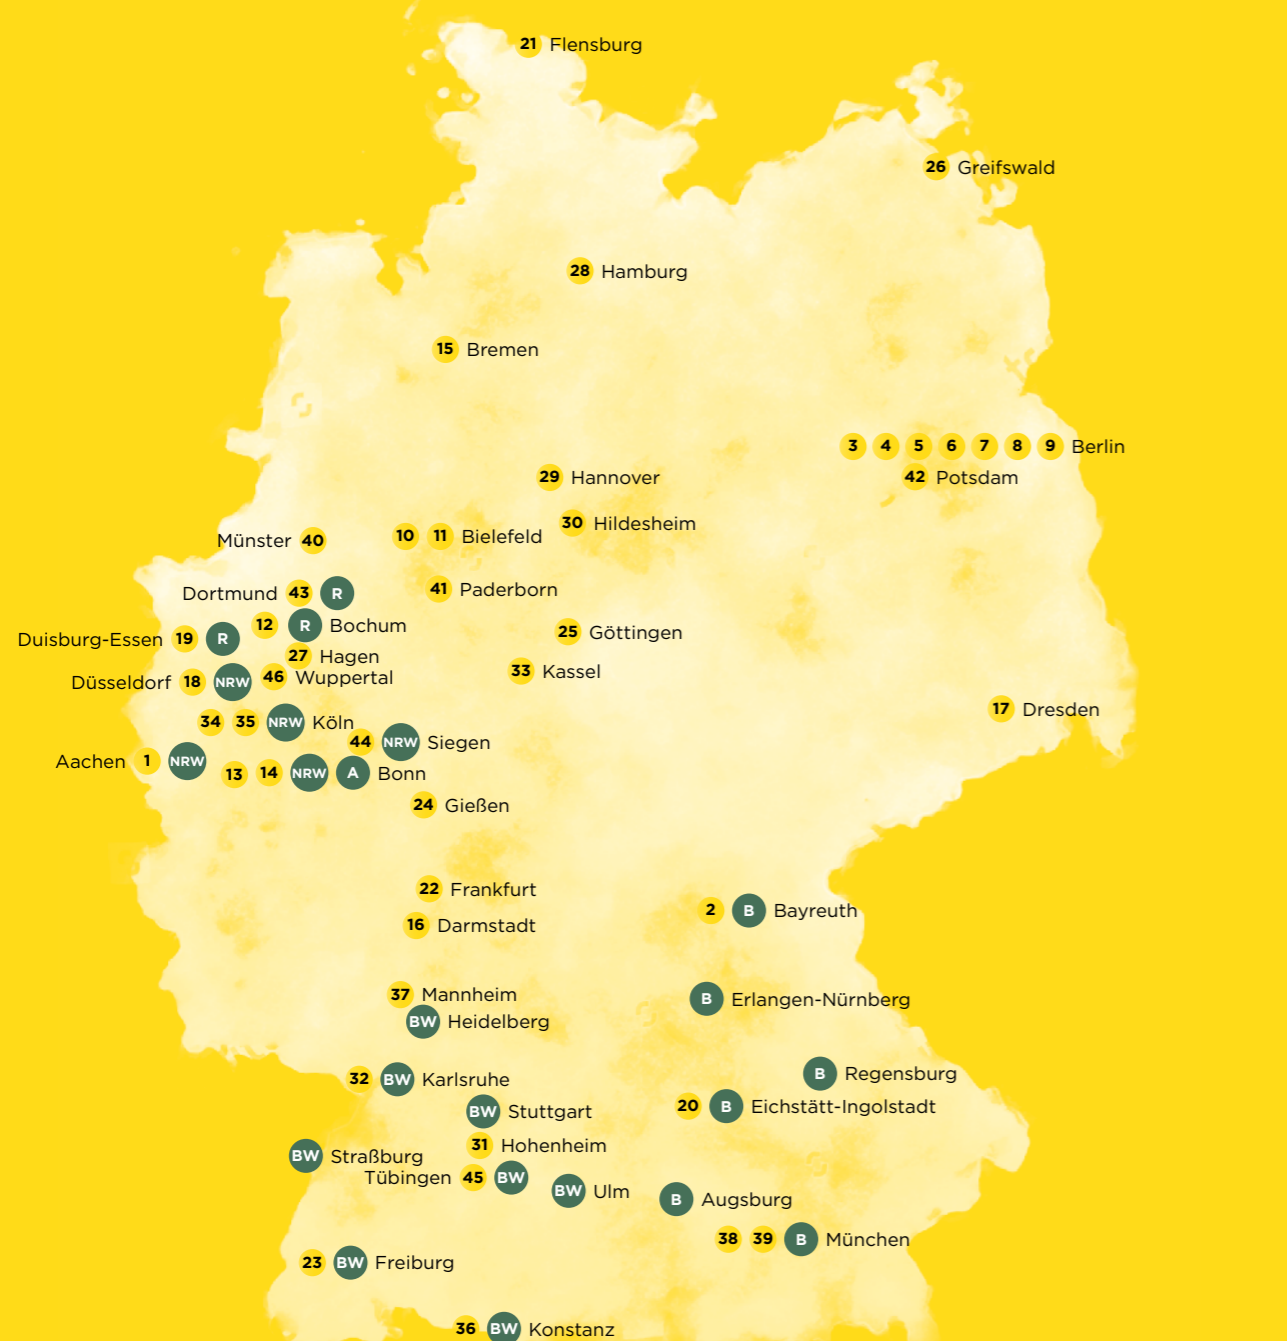 21 Flensburg
26 Greifswald
28 Hamburg
15 Bremen
3 4 5 6 7 8 9 Berlin
29 Hannover
42 Potsdam
30 Hildesheim
Münster 40
10 11 Bielefeld
41 Paderborn
Dortmund 43 R
12 R Bochum
25 Göttingen
Duisburg-Essen 19 R
27 Hagen
33 Kassel
46 Wuppertal
Düsseldorf 18 NRW
17 Dresden
34 35 NRW Köln
44 NRW Siegen
Aachen 1 NRW
13 14 NRW A Bonn
24 Gießen
22 Frankfurt
2 B Bayreuth
16 Darmstadt
37 Mannheim
B Erlangen-Nürnberg
BW Heidelberg
B Regensburg
32 BW Karlsruhe
20 B Eichstätt-Ingolstadt
BW Stuttgart
31 Hohenheim
BW Straßburg
Tübingen 45 BW
BW Ulm
B Augsburg
38 39 B München
23 BW Freiburg
36 BW Konstanz